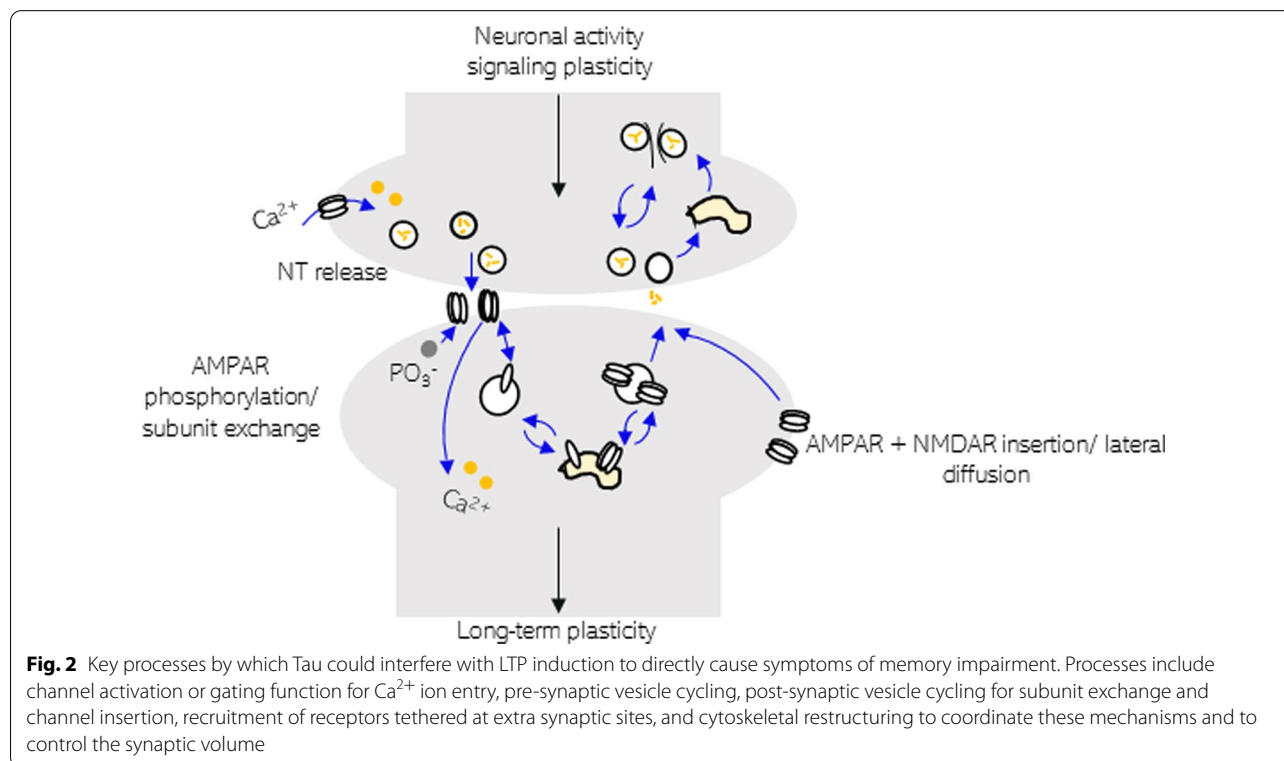 Neuronal activity
signaling plasticity
Ca²⁺
NT release
AMPAR
phosphorylation/
subunit exchange
PO₃⁻
Ca²⁺
AMPAR + NMDAR insertion/ lateral
diffusion
Long-term plasticity
Fig. 2 Key processes by which Tau could interfere with LTP induction to directly cause symptoms of memory impairment. Processes include
channel activation or gating function for Ca²⁺ ion entry, pre-synaptic vesicle cycling, post-synaptic vesicle cycling for subunit exchange and
channel insertion, recruitment of receptors tethered at extra synaptic sites, and cytoskeletal restructuring to coordinate these mechanisms and to
control the synaptic volume